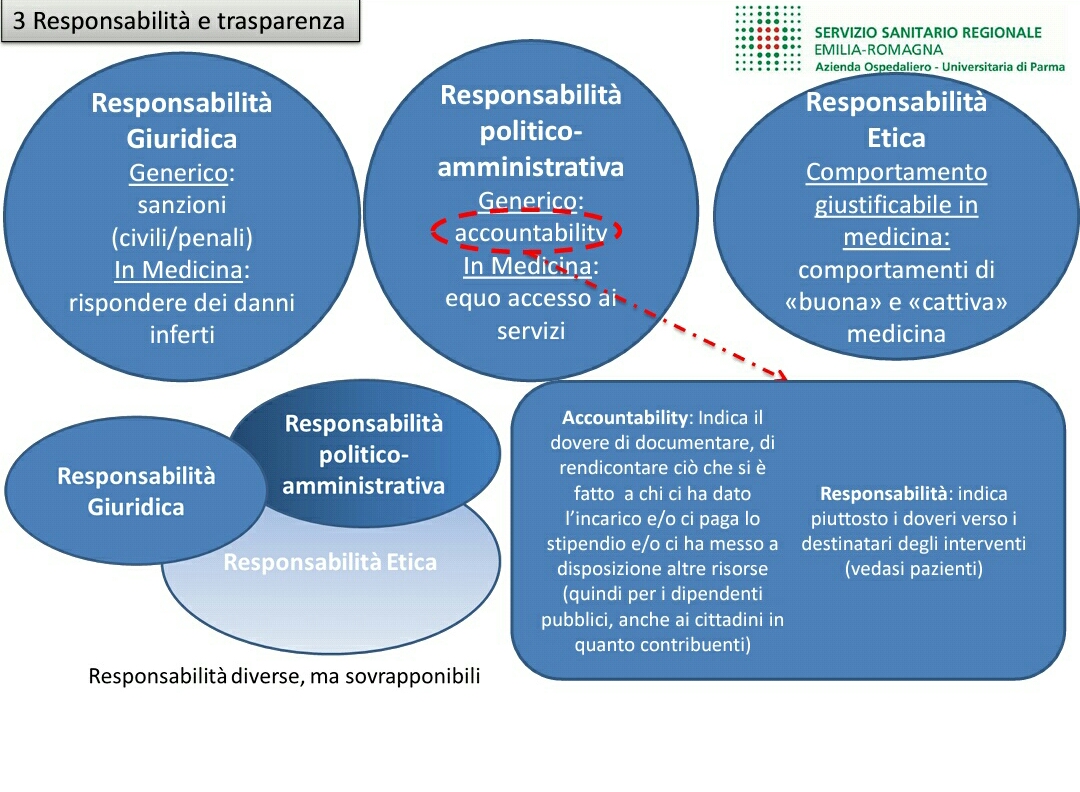 3 Responsabilità e trasparenza
SERVIZIO SANITARIO REGIONALE
EMILIA-ROMAGNA
Azienda Ospedaliero - Universitaria di Parma
Responsabilità
Giuridica
Generico:
sanzioni
(civili/penali)
In Medicina:
rispondere dei danni
inferti
Responsabilità
politico-
amministrativa
Generico:
accountability
In Medicina:
equo accesso ai
servizi
Responsabilità
Etica
Comportamento
giustificabile in
medicina:
comportamenti di
«buona» e «cattiva»
medicina
Responsabilità
Giuridica
Responsabilità
politico-
amministrativa
Responsabilità Etica
Responsabilità diverse, ma sovrapponibili
Accountability: Indica il
dovere di documentare, di
rendicontare ciò che si è
fatto a chi ci ha dato
l’incarico e/o ci paga lo
stipendio e/o ci ha messo a
disposizione altre risorse
(quindi per i dipendenti
pubblici, anche ai cittadini in
quanto contribuenti)
Responsabilità: indica
piuttosto i doveri verso i
destinatari degli interventi
(vedasi pazienti)